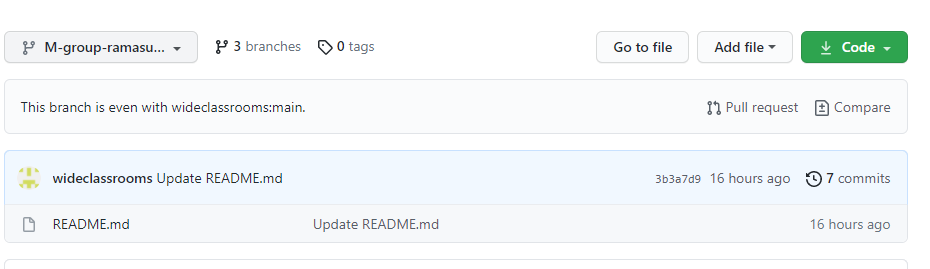 M-group-ramasu... 3 branches 0 tags Go to file Add file Code
This branch is even with wideclassrooms:main. Pull request Compare
wideclassrooms Update README.md 3b3a7d9 16 hours ago 7 commits
README.md Update README.md 16 hours ago